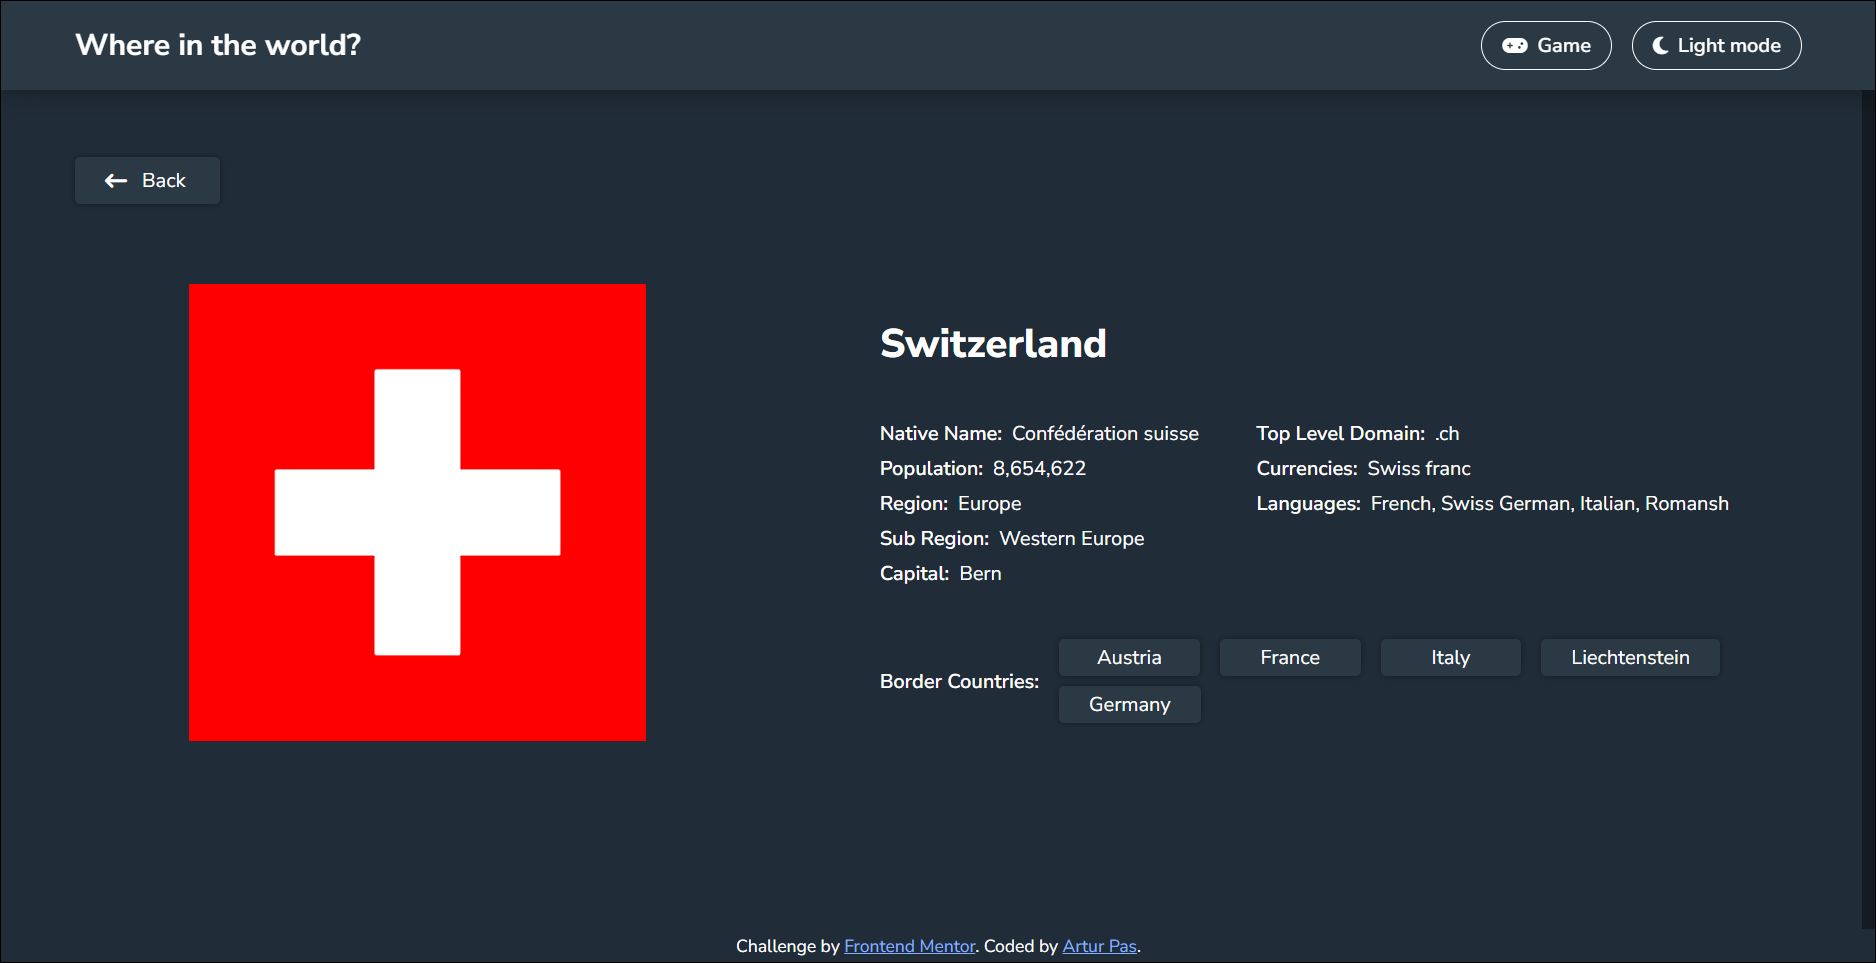 Where in the world?
Game
Light mode
Back
Switzerland
Native Name: Confédération suisse
Population: 8,654,622
Region: Europe
Sub Region: Western Europe
Capital: Bern
Top Level Domain: .ch
Currencies: Swiss franc
Languages: French, Swiss German, Italian, Romansh
Border Countries:
Austria
France
Italy
Liechtenstein
Germany
Challenge by Frontend Mentor. Coded by Artur Pas.